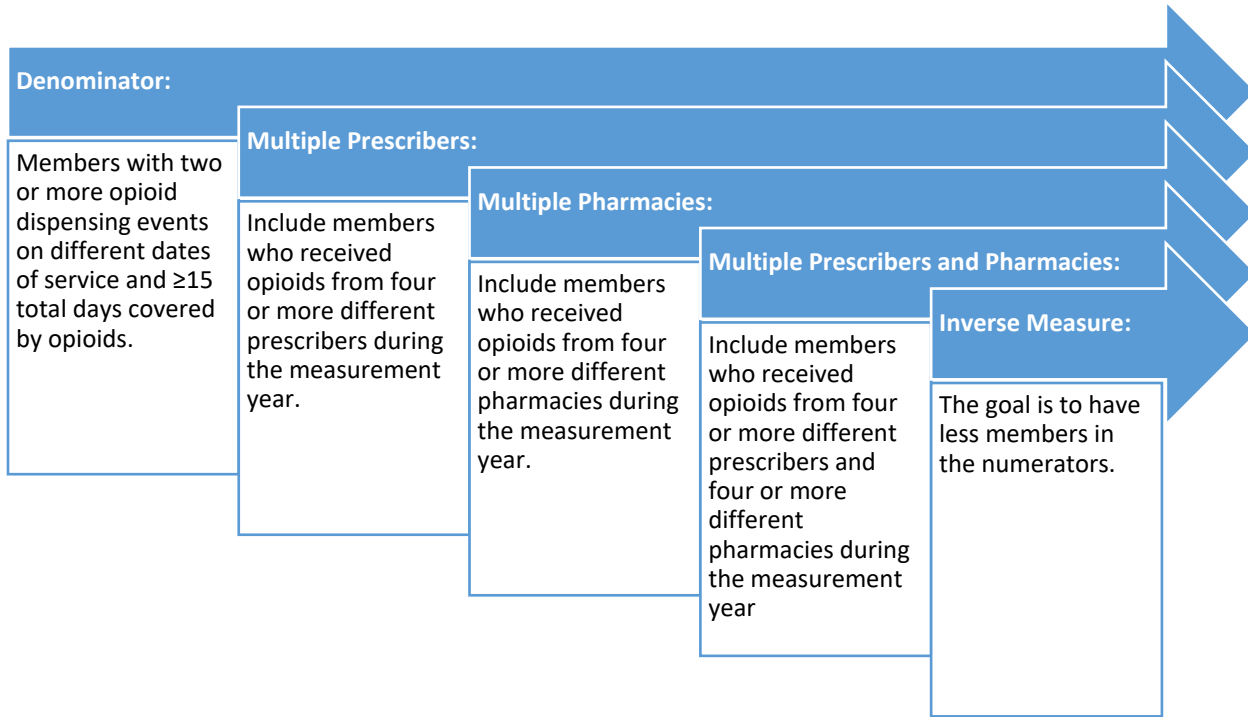 Denominator:
Members with two
or more opioid
dispensing events
on different dates
of service and ≥15
total days covered
by opioids.
Multiple Prescribers:
Include members
who received
opioids from four
or more different
prescribers during
the measurement
year.
Multiple Pharmacies:
Include members
who received
opioids from four
or more different
pharmacies during
the measurement
year.
Multiple Prescribers and Pharmacies:
Include members
who received
opioids from four
or more different
prescribers and
four or more
different
pharmacies during
the measurement
year
Inverse Measure:
The goal is to have
less members in
the numerators.